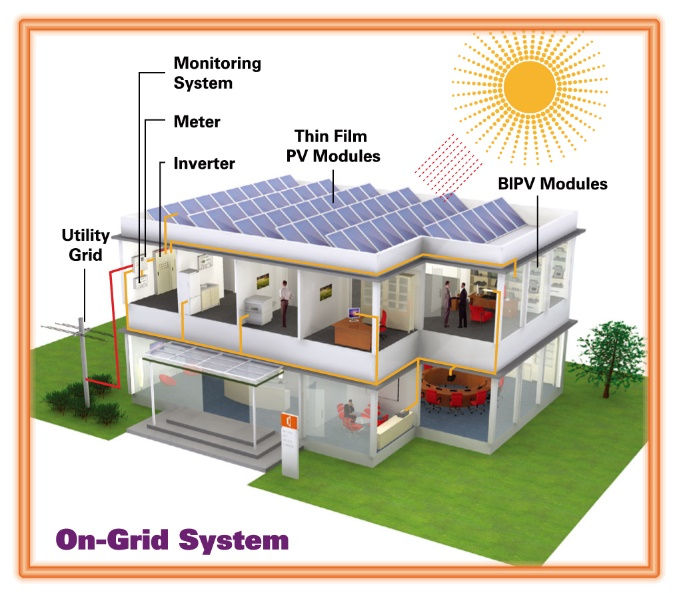 Monitoring
System
Meter
Inverter
Thin Film
PV Modules
BIPV Modules
Utility
Grid
On-Grid System